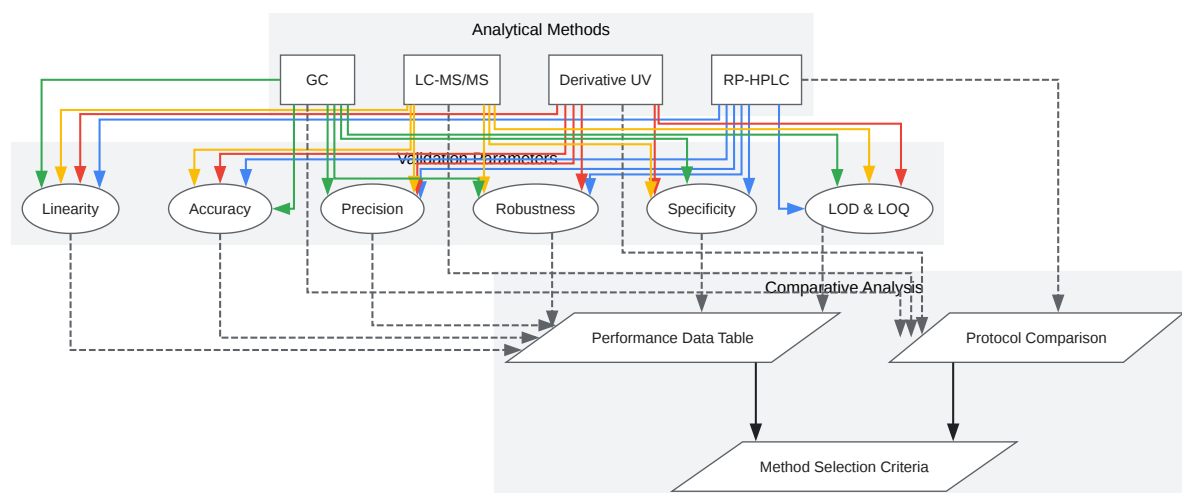 Analytical Methods
GC
LC-MS/MS
Derivative UV
RP-HPLC
Validation Parameters
Linearity
Accuracy
Precision
Robustness
Specificity
LOD & LOQ
Comparative Analysis
Performance Data Table
Protocol Comparison
Method Selection Criteria